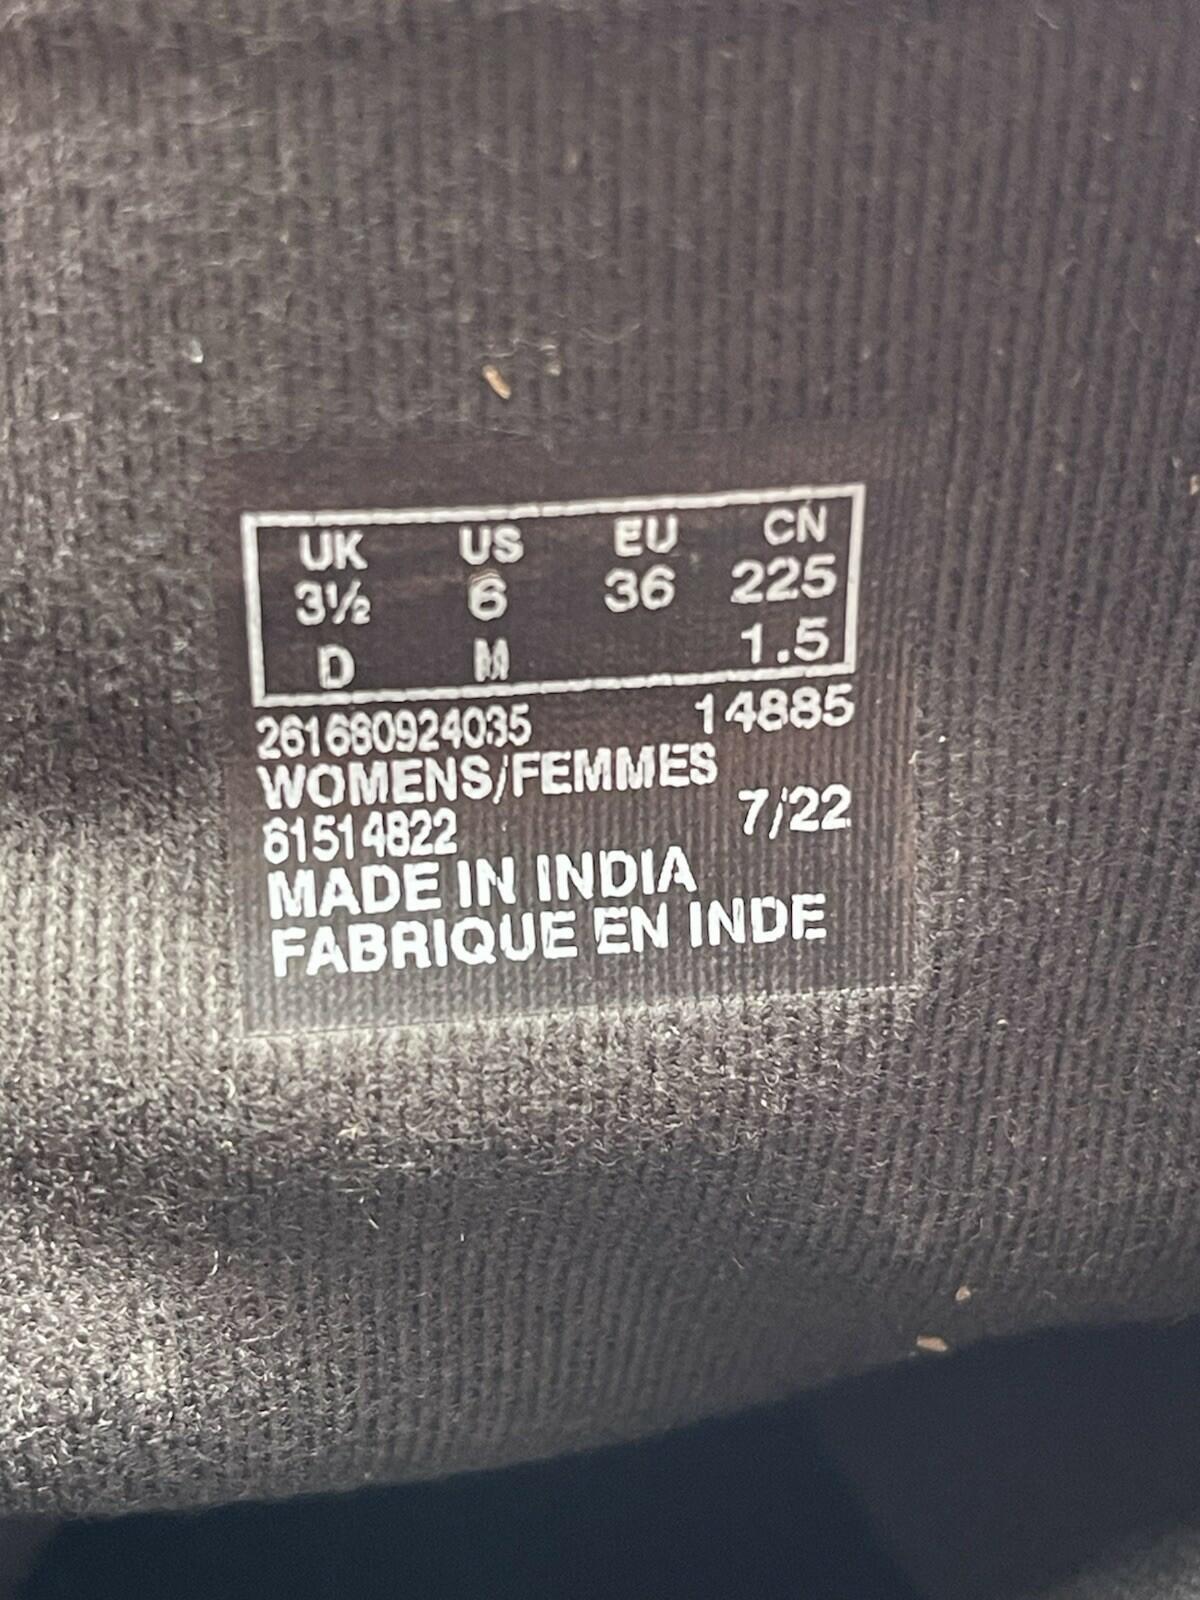 UK US EU CN
3½ 6 36 225
D M 1.5
261680924035 14885
WOMENS/FEMMES
61514822 7/22
MADE IN INDIA
FABRIQUE EN INDE